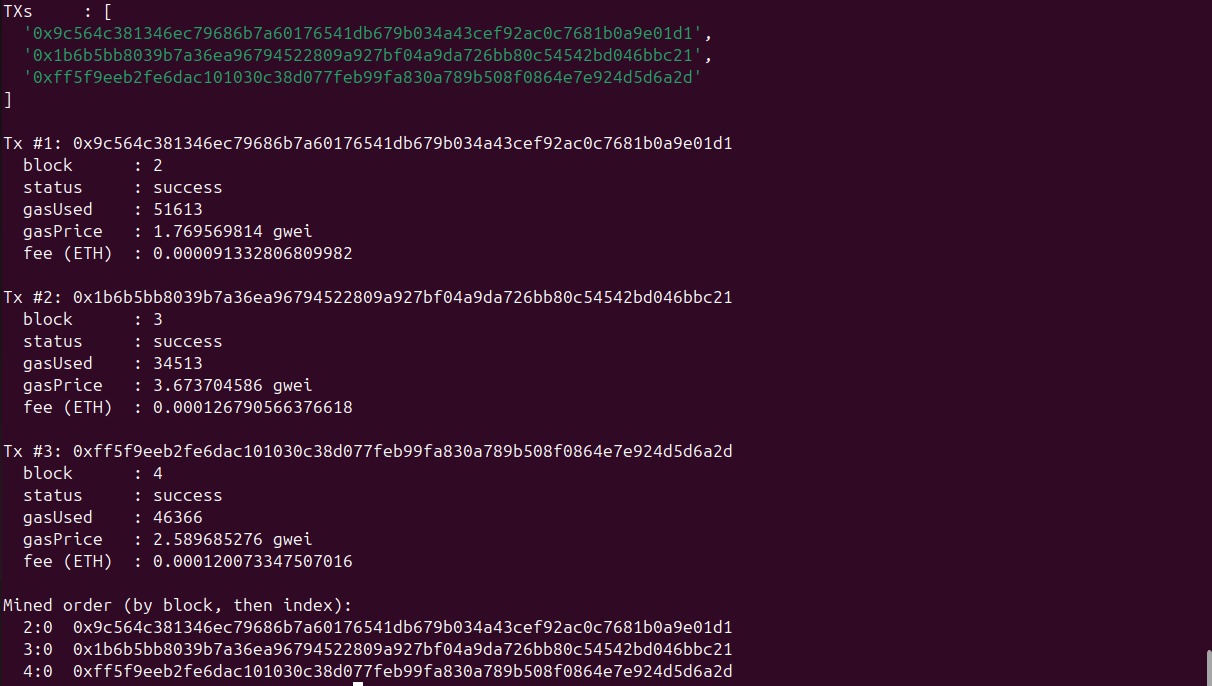 TXs     : [
  '0x9c564c381346ec79686b7a60176541db679b034a43cef92ac0c7681b0a9e01d1',
  '0x1b6b5bb8039b7a36ea96794522809a927bf04a9da726bb80c54542bd046bbc21',
  '0xff5f9eeb2fe6dac101030c38d077feb99fa830a789b508f0864e7e924d5d6a2d'
]

Tx #1: 0x9c564c381346ec79686b7a60176541db679b034a43cef92ac0c7681b0a9e01d1
  block      : 2
  status     : success
  gasUsed    : 51613
  gasPrice   : 1.769569814 gwei
  fee (ETH)  : 0.000091332806809982

Tx #2: 0x1b6b5bb8039b7a36ea96794522809a927bf04a9da726bb80c54542bd046bbc21
  block      : 3
  status     : success
  gasUsed    : 34513
  gasPrice   : 3.673704586 gwei
  fee (ETH)  : 0.000126790566376618

Tx #3: 0xff5f9eeb2fe6dac101030c38d077feb99fa830a789b508f0864e7e924d5d6a2d
  block      : 4
  status     : success
  gasUsed    : 46366
  gasPrice   : 2.589685276 gwei
  fee (ETH)  : 0.000120073347507016

Mined order (by block, then index):
  2:0  0x9c564c381346ec79686b7a60176541db679b034a43cef92ac0c7681b0a9e01d1
  3:0  0x1b6b5bb8039b7a36ea96794522809a927bf04a9da726bb80c54542bd046bbc21
  4:0  0xff5f9eeb2fe6dac101030c38d077feb99fa830a789b508f0864e7e924d5d6a2d